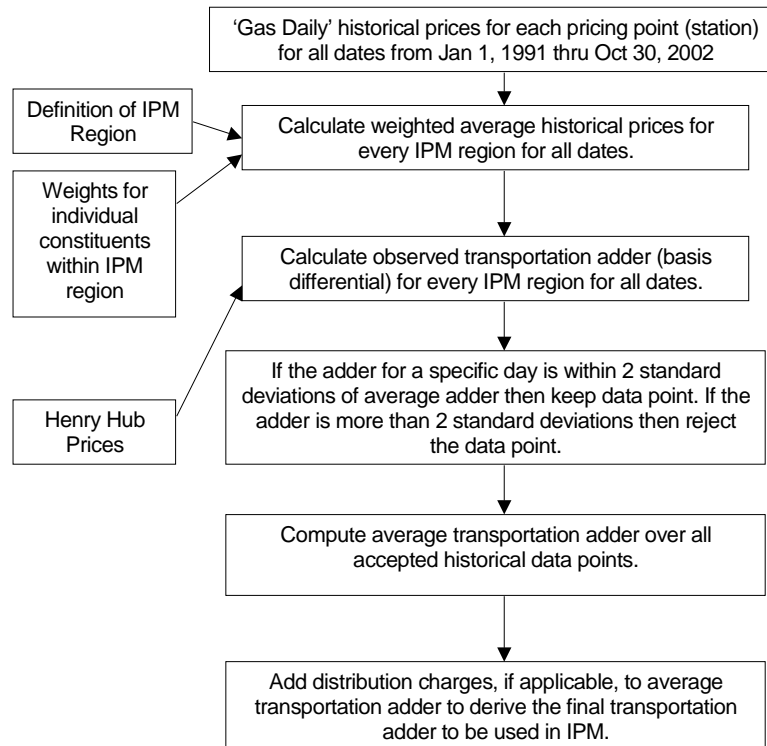 ‘Gas Daily’ historical prices for each pricing point (station)
for all dates from Jan 1, 1991 thru Oct 30, 2002
Definition of IPM
Region
Calculate weighted average historical prices for
every IPM region for all dates.
Weights for
individual
constituents
within IPM
region
Calculate observed transportation adder (basis
differential) for every IPM region for all dates.
Henry Hub
Prices
If the adder for a specific day is within 2 standard
deviations of average adder then keep data point. If the
adder is more than 2 standard deviations then reject
the data point.
Compute average transportation adder over all
accepted historical data points.
Add distribution charges, if applicable, to average
transportation adder to derive the final transportation
adder to be used in IPM.